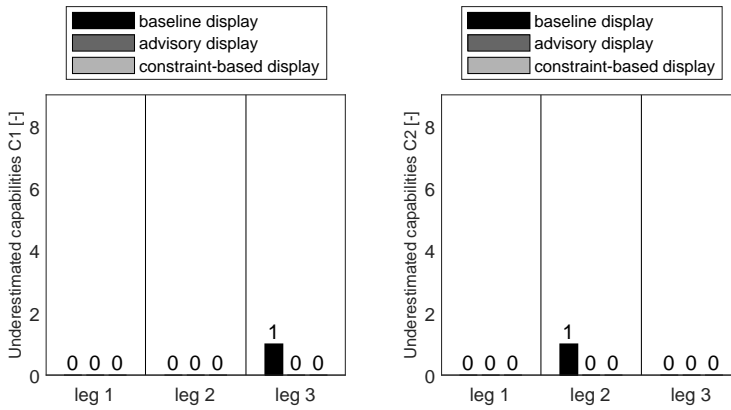 baseline display
advisory display
constraint-based display
Underestimated capabilities C1 [-]
8
6
4
2
0
0 0 0
0 0 0
1 0 0
leg 1
leg 2
leg 3
baseline display
advisory display
constraint-based display
Underestimated capabilities C2 [-]
8
6
4
2
0
0 0 0
1 0 0
0 0 0
leg 1
leg 2
leg 3